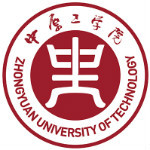 中原工学院
ZHONGYUAN UNIVERSITY OF TECHNOLOGY